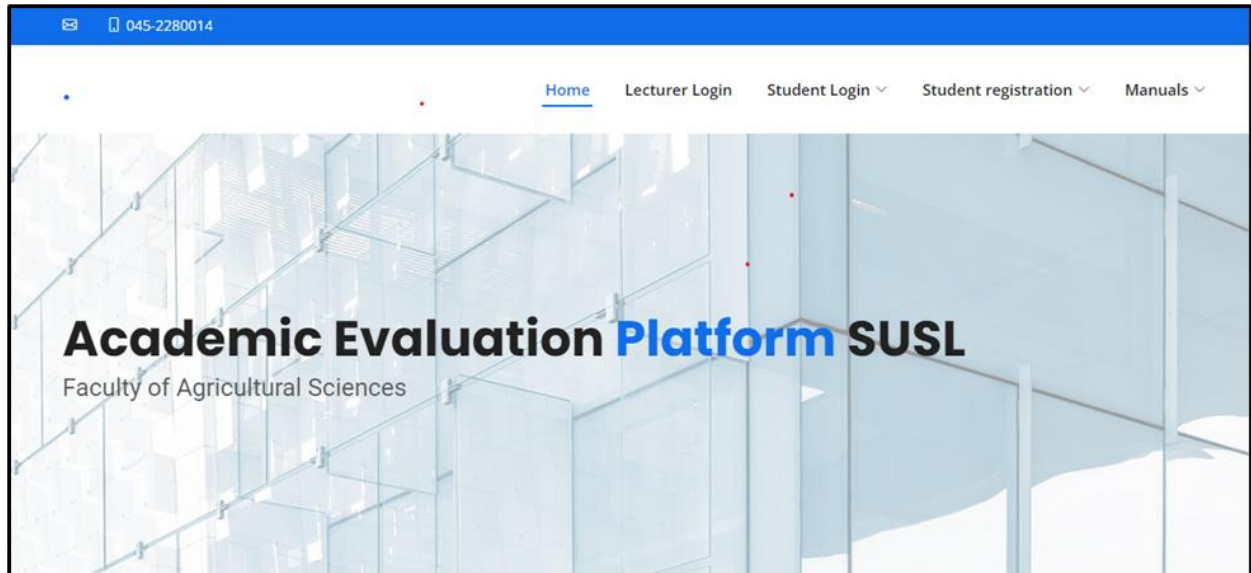 045-2280014
Home Lecturer Login Student Login Student registration Manuals
Academic Evaluation Platform SUSL
Faculty of Agricultural Sciences